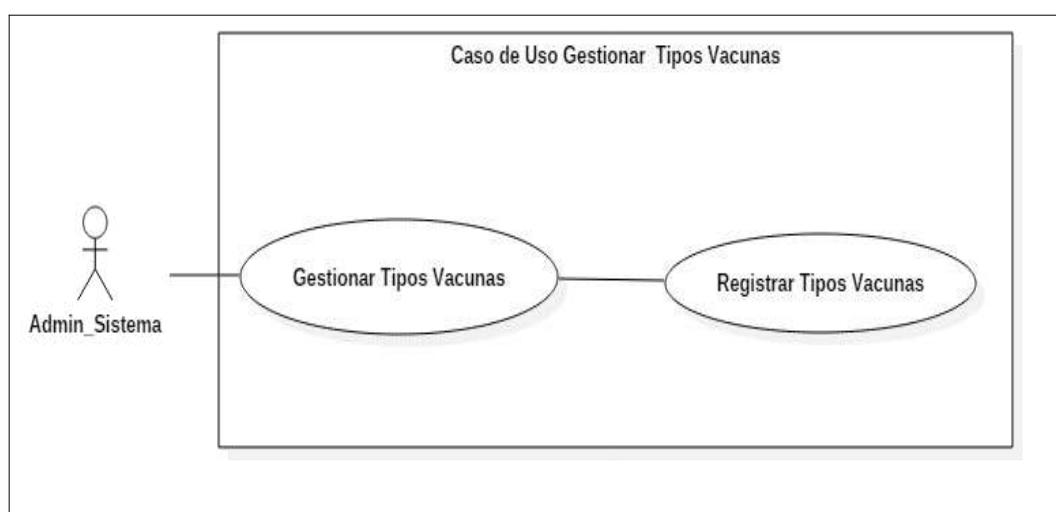 Caso de Uso Gestionar Tipos Vacunas
Gestionar Tipos Vacunas
Registrar Tipos Vacunas
Admin_Sistema